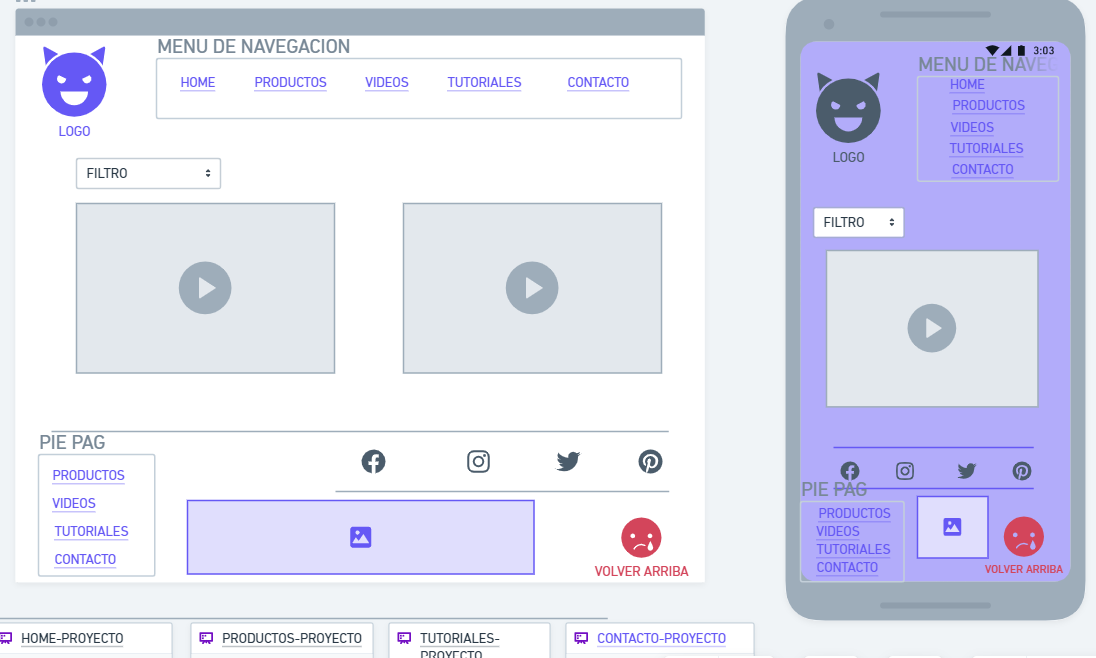 MENU DE NAVEGACION
HOME PRODUCTOS VIDEOS TUTORIALES CONTACTO
LOGO
FILTRO
PIE PAG
PRODUCTOS
VIDEOS
TUTORIALES
CONTACTO
VOLVER ARRIBA
3:03
MENU DE NAVEG
HOME
PRODUCTOS
VIDEOS
TUTORIALES
CONTACTO
LOGO
FILTRO
PIE PAG
PRODUCTOS
VIDEOS
TUTORIALES
CONTACTO
VOLVER ARRIBA
HOME-PROYECTO
PRODUCTOS-PROYECTO
TUTORIALES-
PROYECTO
CONTACTO-PROYECTO